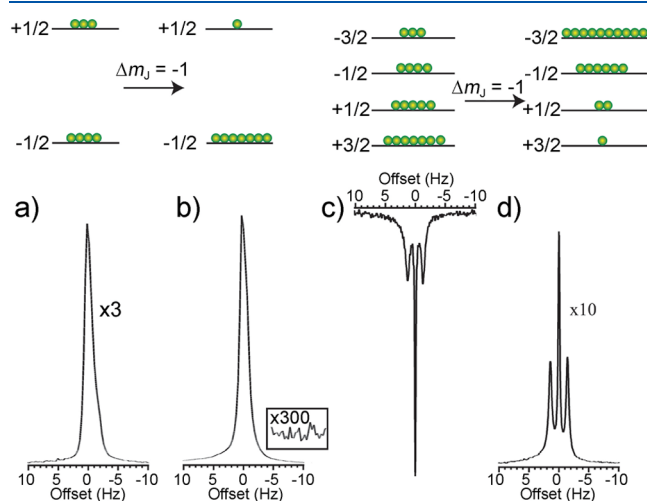 +1/2
+1/2
Δm_J = -1
-1/2
-1/2
-3/2
-3/2
-1/2
-1/2
Δm_J = -1
+1/2
+1/2
+3/2
+3/2
a)
b)
c)
d)
Offset (Hz)
10 5 0 -5 -10
x3
x10
x300
10 5 0 -5 -10
10 5 0 -5 -10
10 5 0 -5 -10
Offset (Hz)
Offset (Hz)
Offset (Hz)